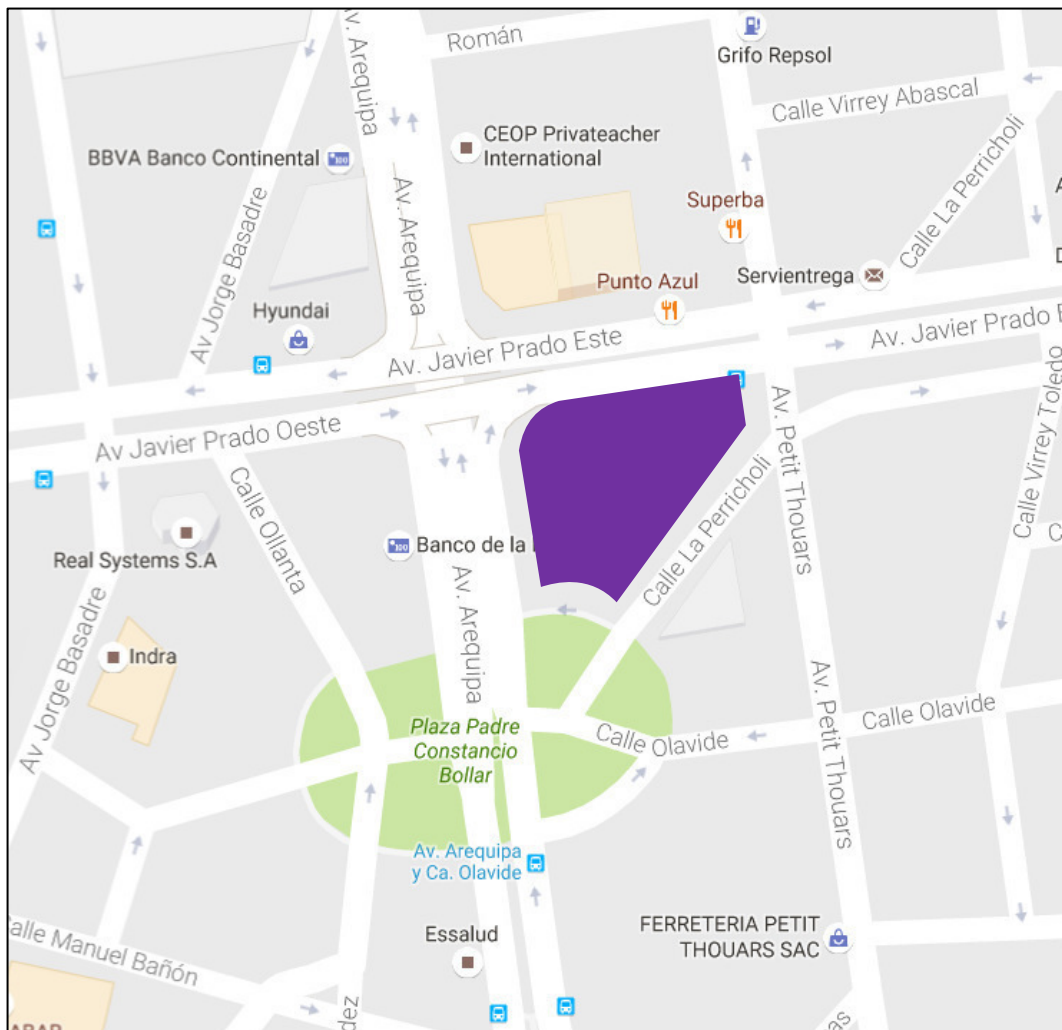 Av. Arequipa
Román
Grifo Repsol
Calle Virrey Abascal
CEOP Privateacher
International
BBVA Banco Continental
100
Av. Arequipa
Av Jorge Basadre
Calle La Perricholi
Superba
Servientrega
Punto Azul
Hyundai
Av. Javier Prado Este
Av. Javier Prado
Av Javier Prado Oeste
Av. Petit Thouars
Calle Virrey Toledo
Calle Ollanta
Calle La Perricholi
100
Banco de la
Real Systems S.A
Av. Arequipa
Indra
Av Jorge Basadre
Av. Petit Thouars
Calle Olavide
Plaza Padre
Constancio
Bollar
Calle Olavide
Av. Arequipa
y Ca. Olavide
Essalud
FERRETERIA PETIT
THOUARS SAC
Calle Manuel Bañón